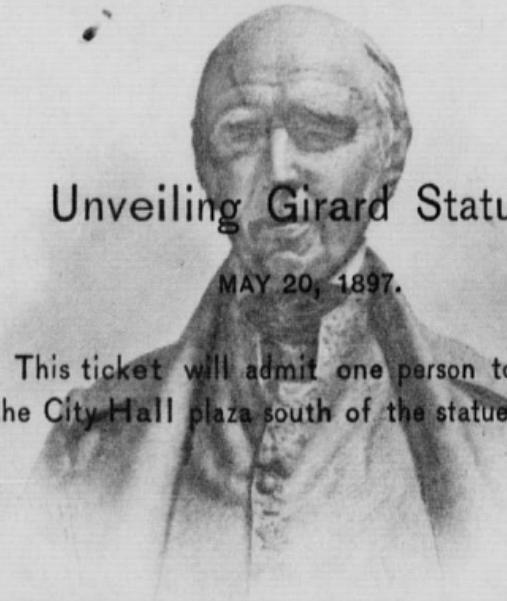 Unveiling Girard Statu
MAY 20, 1897.
This ticket will admit one person to
he City Hall plaza south of the statue